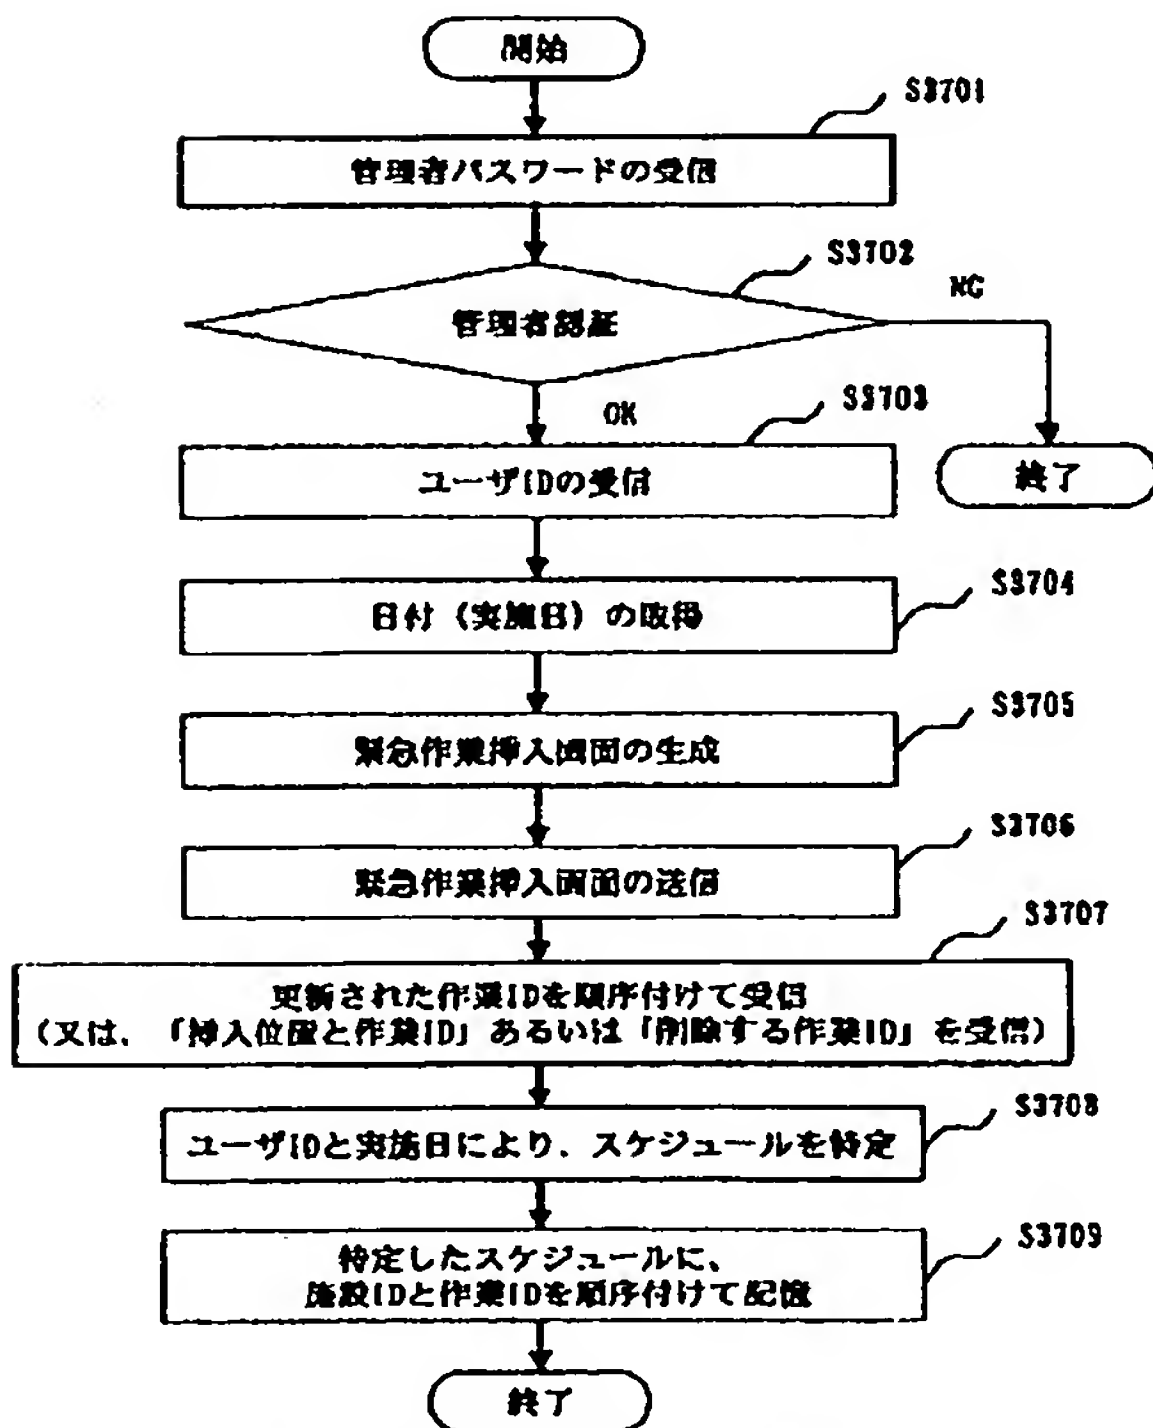 開始
S3701
管理者パスワードの受信
S3702
NG
管理者認証
OK
S3703
ユーザIDの受信
終了
S3704
日付（実施日）の取得
S3705
緊急作業挿入画面の生成
S3706
緊急作業挿入画面の送信
S3707
更新された作業IDを順序付けて受信
（又は、「挿入位置と作業ID」あるいは「削除する作業ID」を受信）
S3708
ユーザIDと実施日により、スケジュールを特定
S3709
特定したスケジュールに、
施設IDと作業IDを順序付けて記憶
終了